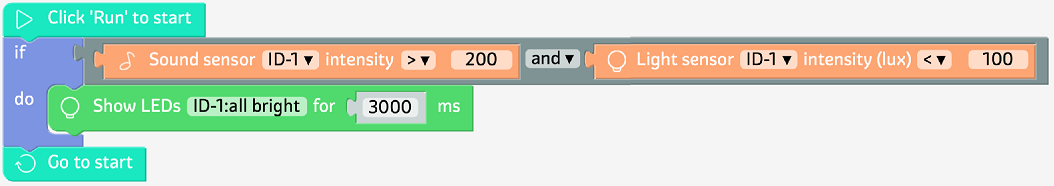 Click 'Run' to start
if Sound sensor ID-1 ▾ intensity > ▾ 200 and ▾ Light sensor ID-1 ▾ intensity (lux) < ▾ 100
do Show LEDs ID-1:all bright for 3000 ms
Go to start